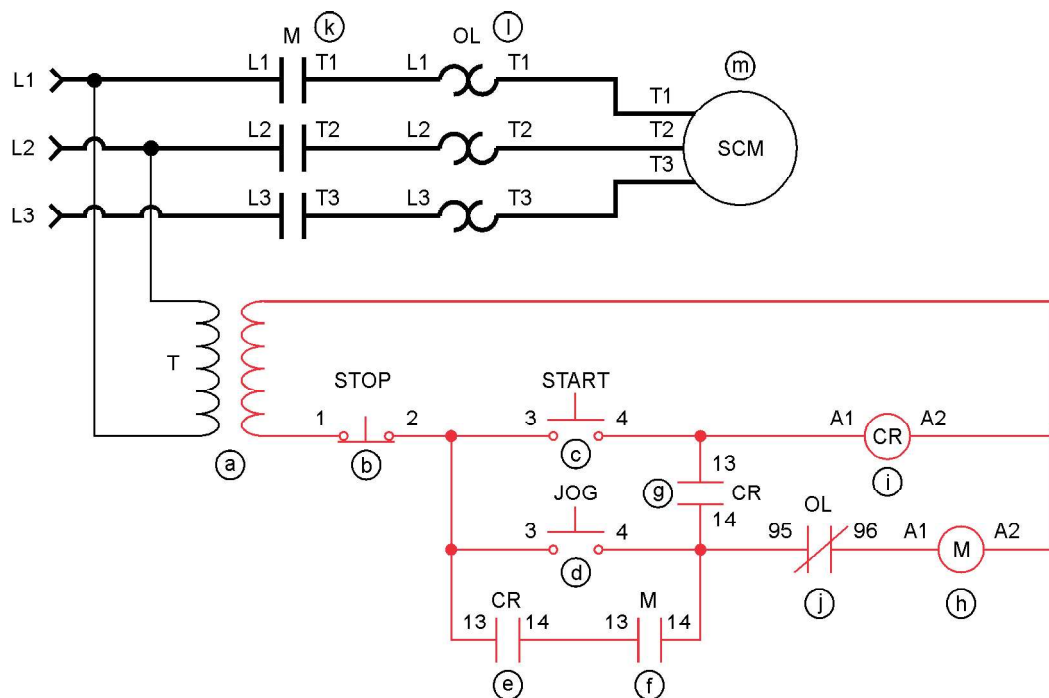 M k OL l
L1 L1 T1 L1 T1 m
T1
L2 L2 T2 L2 T2 T2 SCM
T3
L3 L3 T3 L3 T3
T
STOP START
1 2 3 4 A1 CR A2
a b c i
13
g CR
JOG 14 OL
3 4 95 96 A1 M A2
d j h
CR M
13 14 13 14
e f